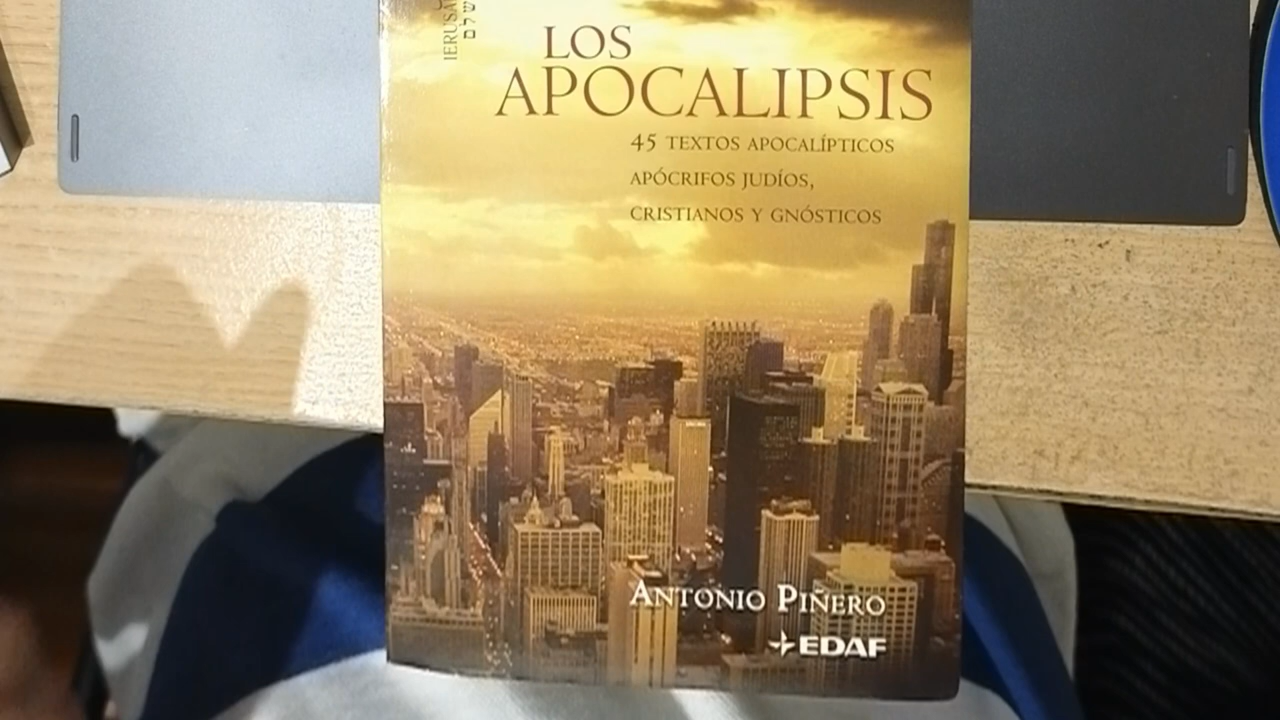 LOS
APOCALIPSIS
45 TEXTOS APOCALÍPTICOS
APÓCRIFOS JUDÍOS,
CRISTIANOS Y GNÓSTICOS
ANTONIO PIÑERO
EDAF